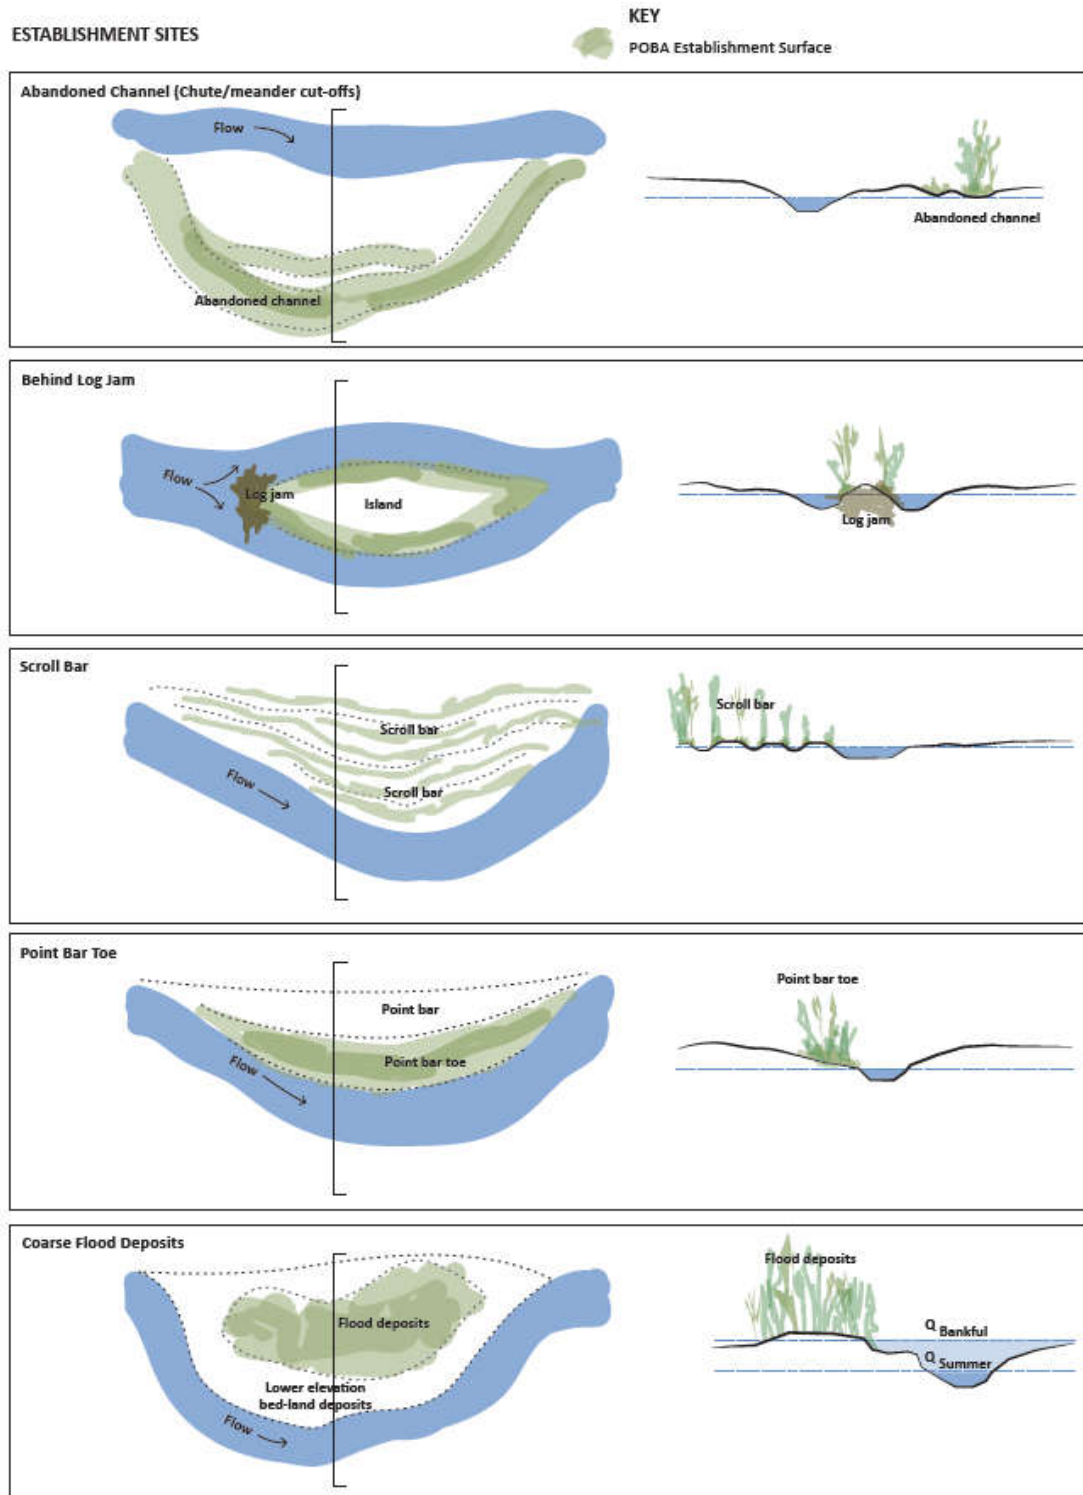 ESTABLISHMENT SITES
KEY
POBA Establishment Surface
Abandoned Channel (Chute/meander cut-offs)
Flow
Abandoned channel
Abandoned channel
Behind Log Jam
Flow
Log jam
Island
Log jam
Scroll Bar
Scroll bar
Scroll bar
Flow
Scroll bar
Point Bar Toe
Point bar
Point bar toe
Flow
Point bar toe
Coarse Flood Deposits
Flood deposits
Lower elevation
bed-land deposits
Flow
Flood deposits
Q Bankful
Q Summer